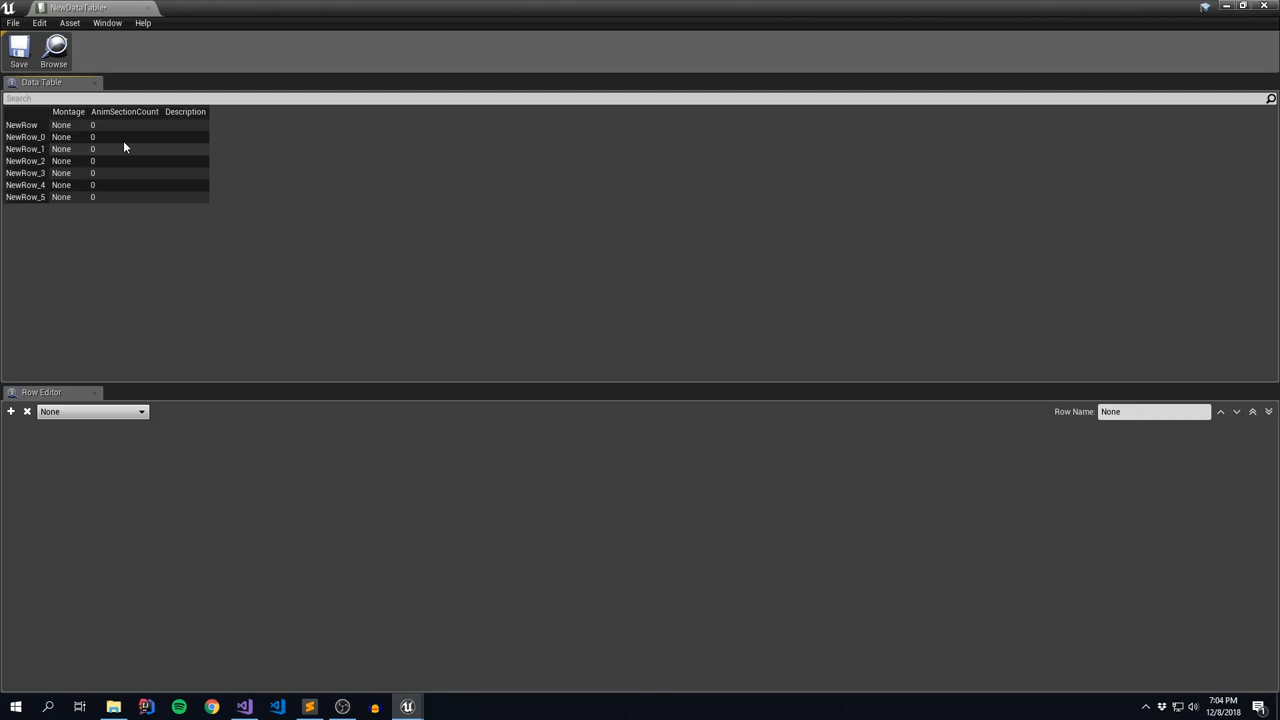 NewDataTable*
File Edit Asset Window Help
Save Browse
Data Table
Search
Montage AnimSectionCount Description
NewRow None 0
NewRow_0 None 0
NewRow_1 None 0
NewRow_2 None 0
NewRow_3 None 0
NewRow_4 None 0
NewRow_5 None 0
Row Editor
None Row Name: None
7:04 PM
12/8/2018